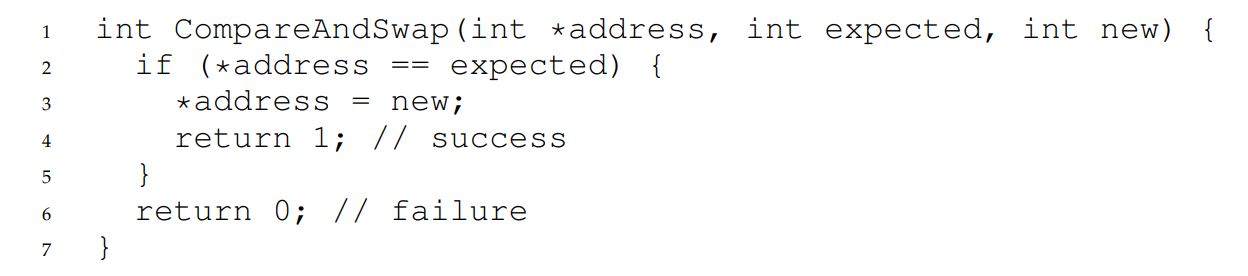 1 int CompareAndSwap(int *address, int expected, int new) {
2   if (*address == expected) {
3     *address = new;
4     return 1; // success
5   }
6   return 0; // failure
7 }